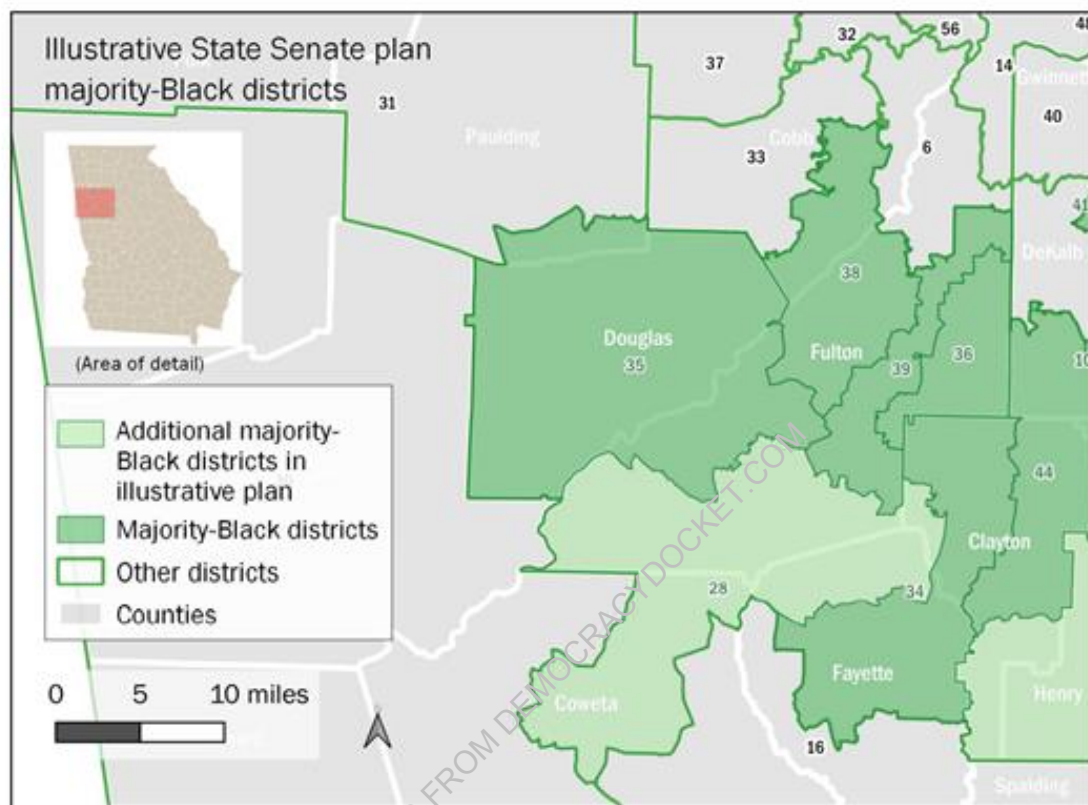 Illustrative State Senate plan
majority-Black districts
(Area of detail)
Additional majority-
Black districts in
illustrative plan
Majority-Black districts
Other districts
Counties
0 5 10 miles
32
56
48
37
14
Gwinnett
31
40
Paulding
Cobb
33
6
41
DeKalb
38
Douglas
35
Fulton
39
36
10
44
Clayton
28
34
Fayette
Coweta
Henry
16
Spalding
FROM DEMOCRACYDOCKET.COM